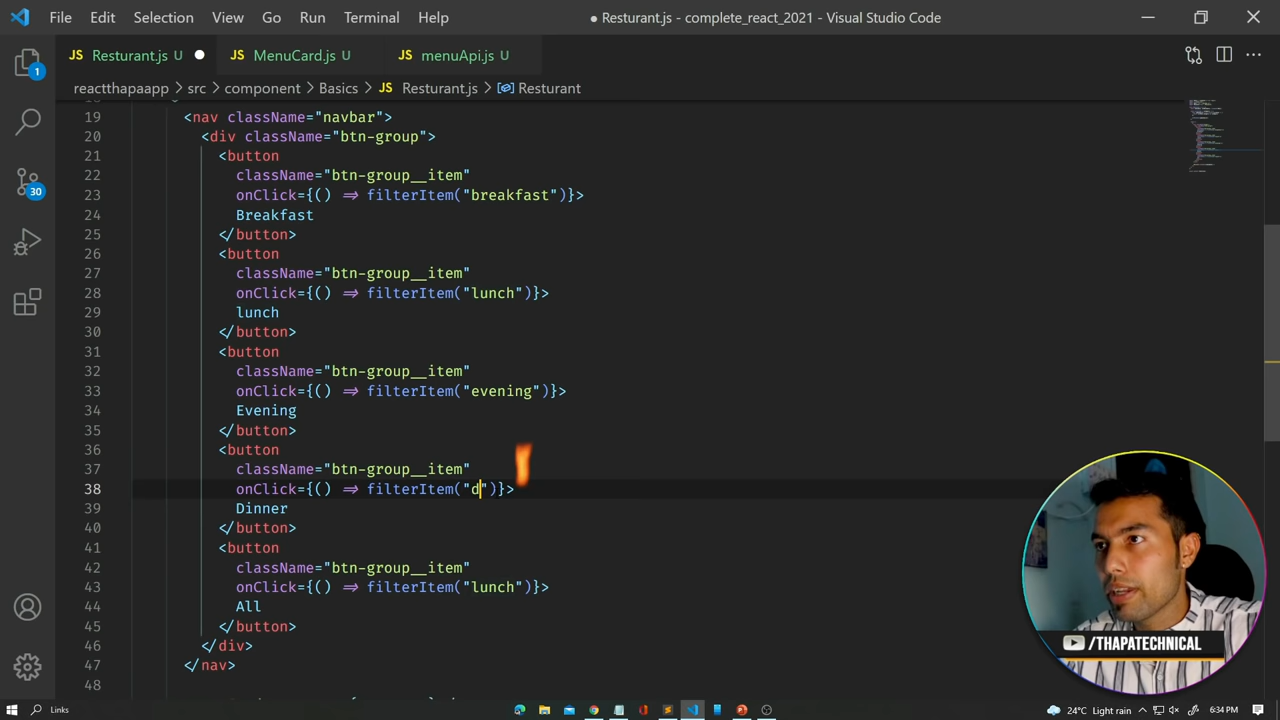 File Edit Selection View Go Run Terminal Help ● Resturant.js - complete_react_2021 - Visual Studio Code
JS Resturant.js U ● JS MenuCard.js U JS menuApi.js U
reactthapaapp > src > component > Basics > JS Resturant.js > Resturant
19 <nav className="navbar">
20 <div className="btn-group">
21 <button
22 className="btn-group__item"
23 onClick={() => filterItem("breakfast")}>
24 Breakfast
25 </button>
26 <button
27 className="btn-group__item"
28 onClick={() => filterItem("lunch")}>
29 lunch
30 </button>
31 <button
32 className="btn-group__item"
33 onClick={() => filterItem("evening")}>
34 Evening
35 </button>
36 <button
37 className="btn-group__item"
38 onClick={() => filterItem("d")}>
39 Dinner
40 </button>
41 <button
42 className="btn-group__item"
43 onClick={() => filterItem("lunch")}>
44 All
45 </button>
46 </div>
47 </nav>
48
1
30
/THAPATECHNICAL
Links 24°C Light rain 6:34 PM